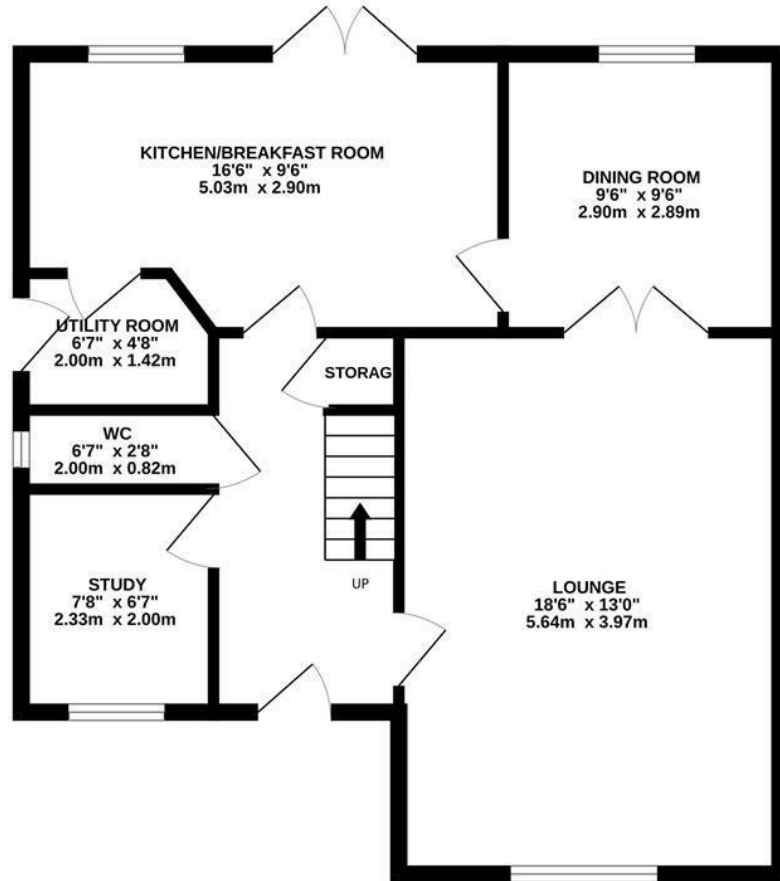 KITCHEN/BREAKFAST ROOM
16'6" x 9'6"
5.03m x 2.90m
DINING ROOM
9'6" x 9'6"
2.90m x 2.89m
UTILITY ROOM
6'7" x 4'8"
2.00m x 1.42m
STORAG
WC
6'7" x 2'8"
2.00m x 0.82m
STUDY
7'8" x 6'7"
2.33m x 2.00m
UP
LOUNGE
18'6" x 13'0"
5.64m x 3.97m